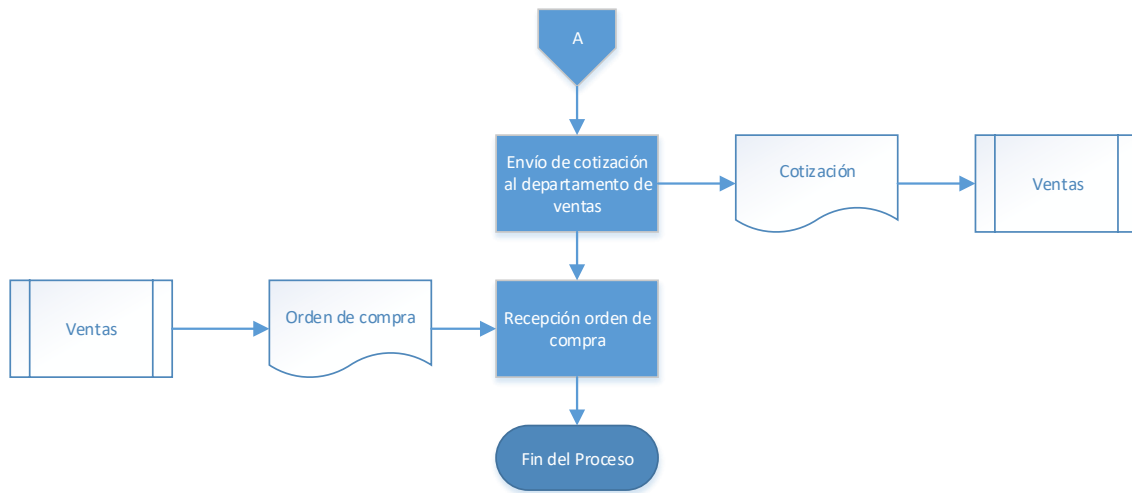 A
Envío de cotización
al departamento de
ventas
Cotización
Ventas
Ventas
Orden de compra
Recepción orden de
compra
Fin del Proceso